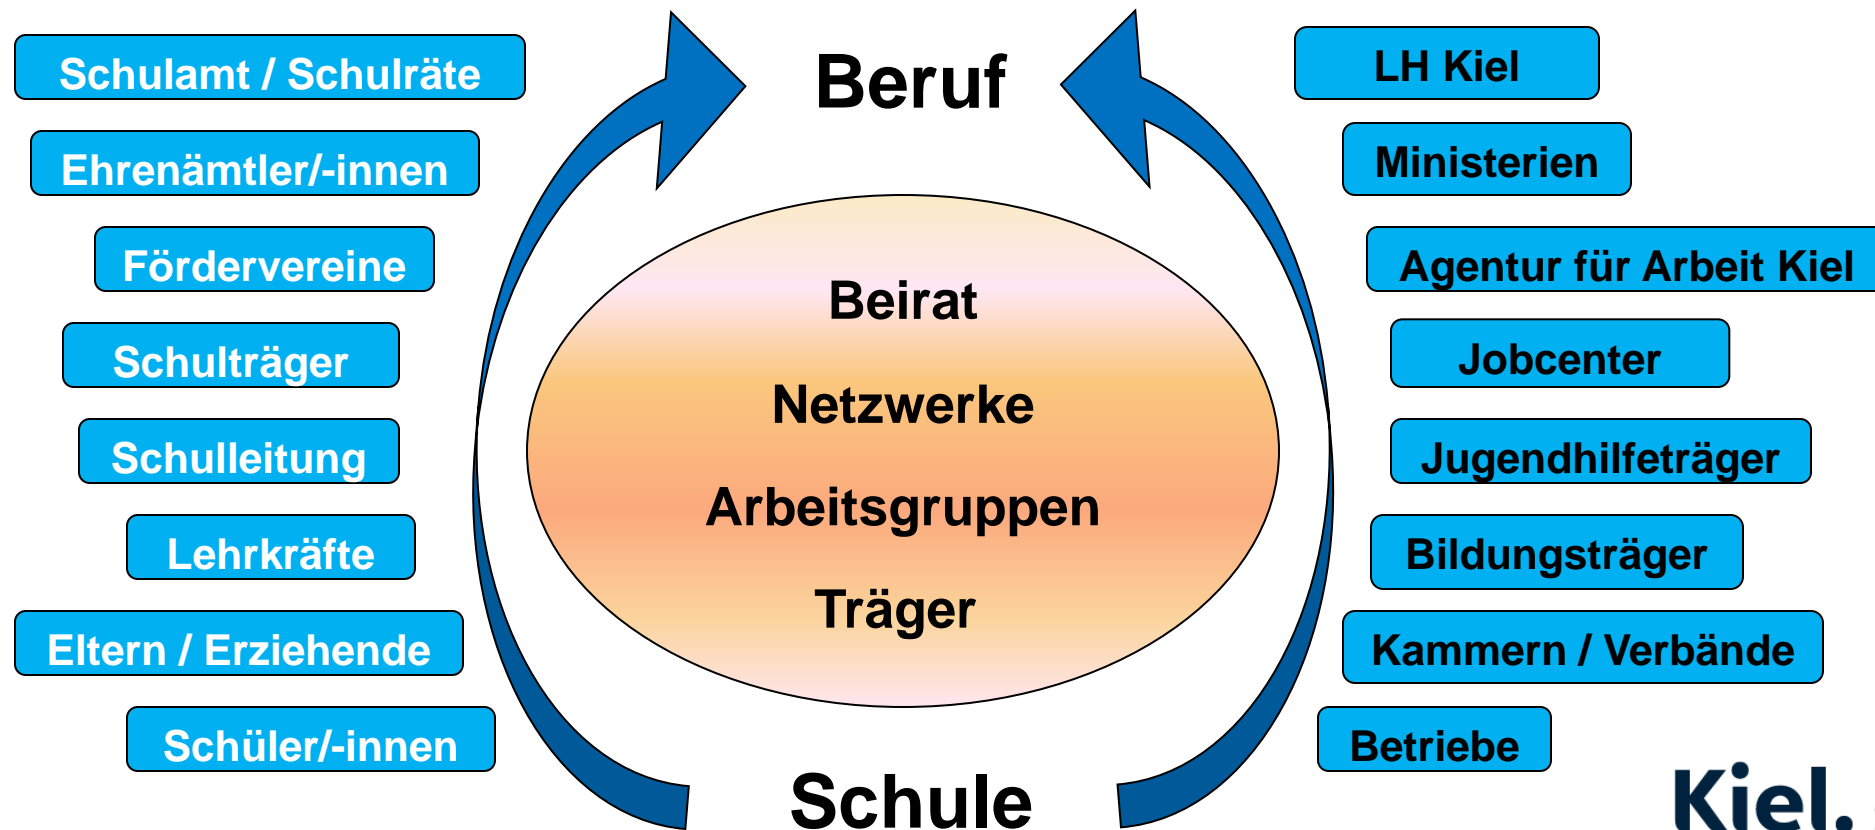 Beruf
Schulamt / Schulräte
Ehrenämtler/-innen
Fördervereine
Schulträger
Schulleitung
Lehrkräfte
Eltern / Erziehende
Schüler/-innen
Beirat
Netzwerke
Arbeitsgruppen
Träger
LH Kiel
Ministerien
Agentur für Arbeit Kiel
Jobcenter
Jugendhilfeträger
Bildungsträger
Kammern / Verbände
Betriebe
Schule
Kiel.